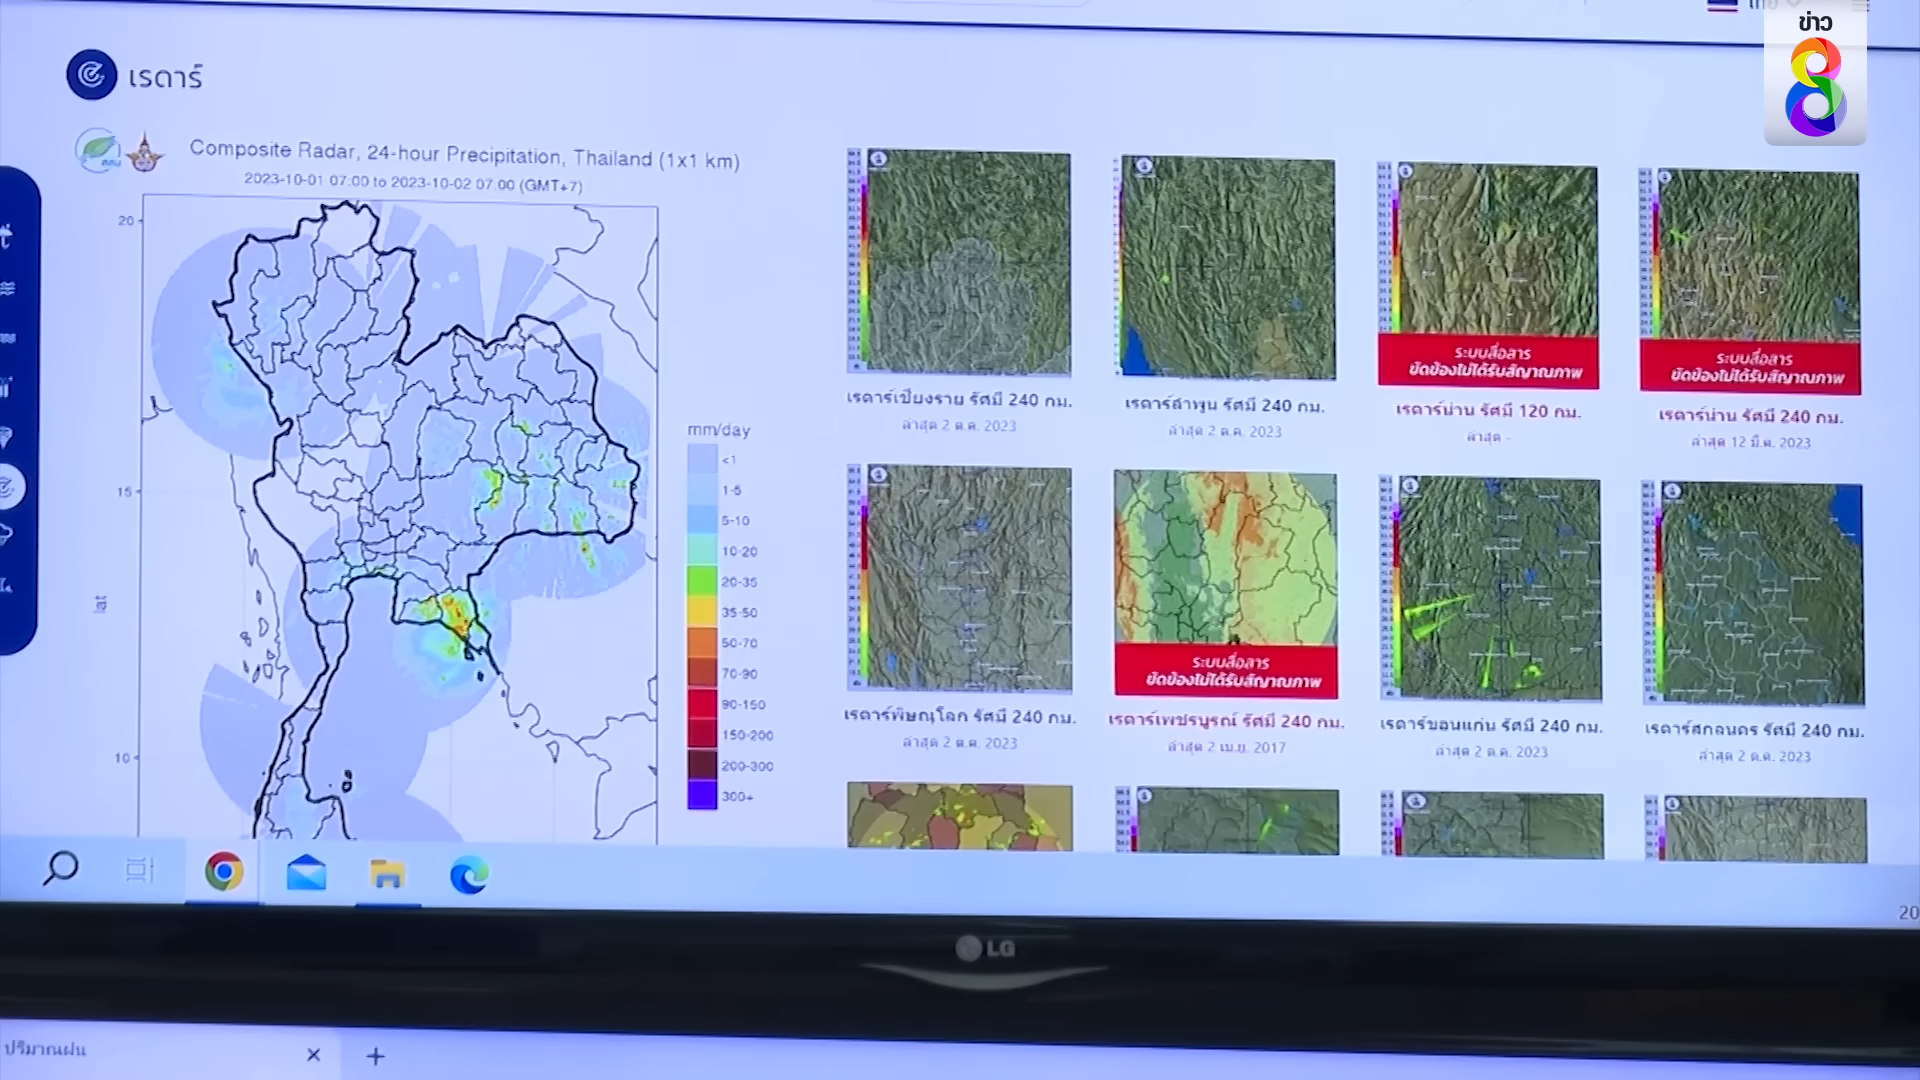 ข่าว
8
เรดาร์
Composite Radar, 24-hour Precipitation, Thailand (1x1 km)
2023-10-01 07:00 to 2023-10-02 07:00 (GMT+7)
20
15
10
lat
mm/day
<1
1-5
5-10
10-20
20-35
35-50
50-70
70-90
90-150
150-200
200-300
300+
เรดาร์เชียงราย รัศมี 240 กม.
ล่าสุด 2 ต.ค. 2023
เรดาร์ลำพูน รัศมี 240 กม.
ล่าสุด 2 ต.ค. 2023
ระบบสื่อสาร
ขัดข้องไม่ได้รับสัญญาณภาพ
เรดาร์น่าน รัศมี 120 กม.
ล่าสุด -
ระบบสื่อสาร
ขัดข้องไม่ได้รับสัญญาณภาพ
เรดาร์น่าน รัศมี 240 กม.
ล่าสุด 12 มี.ค. 2023
เรดาร์พิษณุโลก รัศมี 240 กม.
ล่าสุด 2 ต.ค. 2023
ระบบสื่อสาร
ขัดข้องไม่ได้รับสัญญาณภาพ
เรดาร์เพชรบูรณ์ รัศมี 240 กม.
ล่าสุด 2 เม.ย. 2017
เรดาร์ขอนแก่น รัศมี 240 กม.
ล่าสุด 2 ต.ค. 2023
เรดาร์สกลนคร รัศมี 240 กม.
ล่าสุด 2 ต.ค. 2023
20
LG
ปริมาณฝน